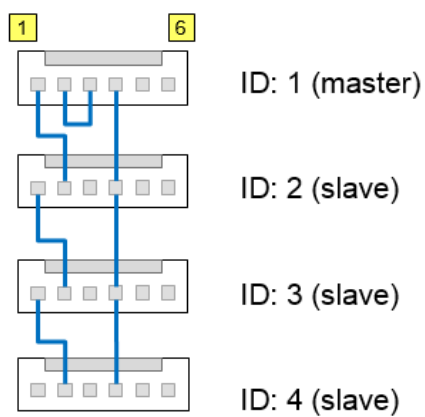 1 6
ID: 1 (master)
ID: 2 (slave)
ID: 3 (slave)
ID: 4 (slave)